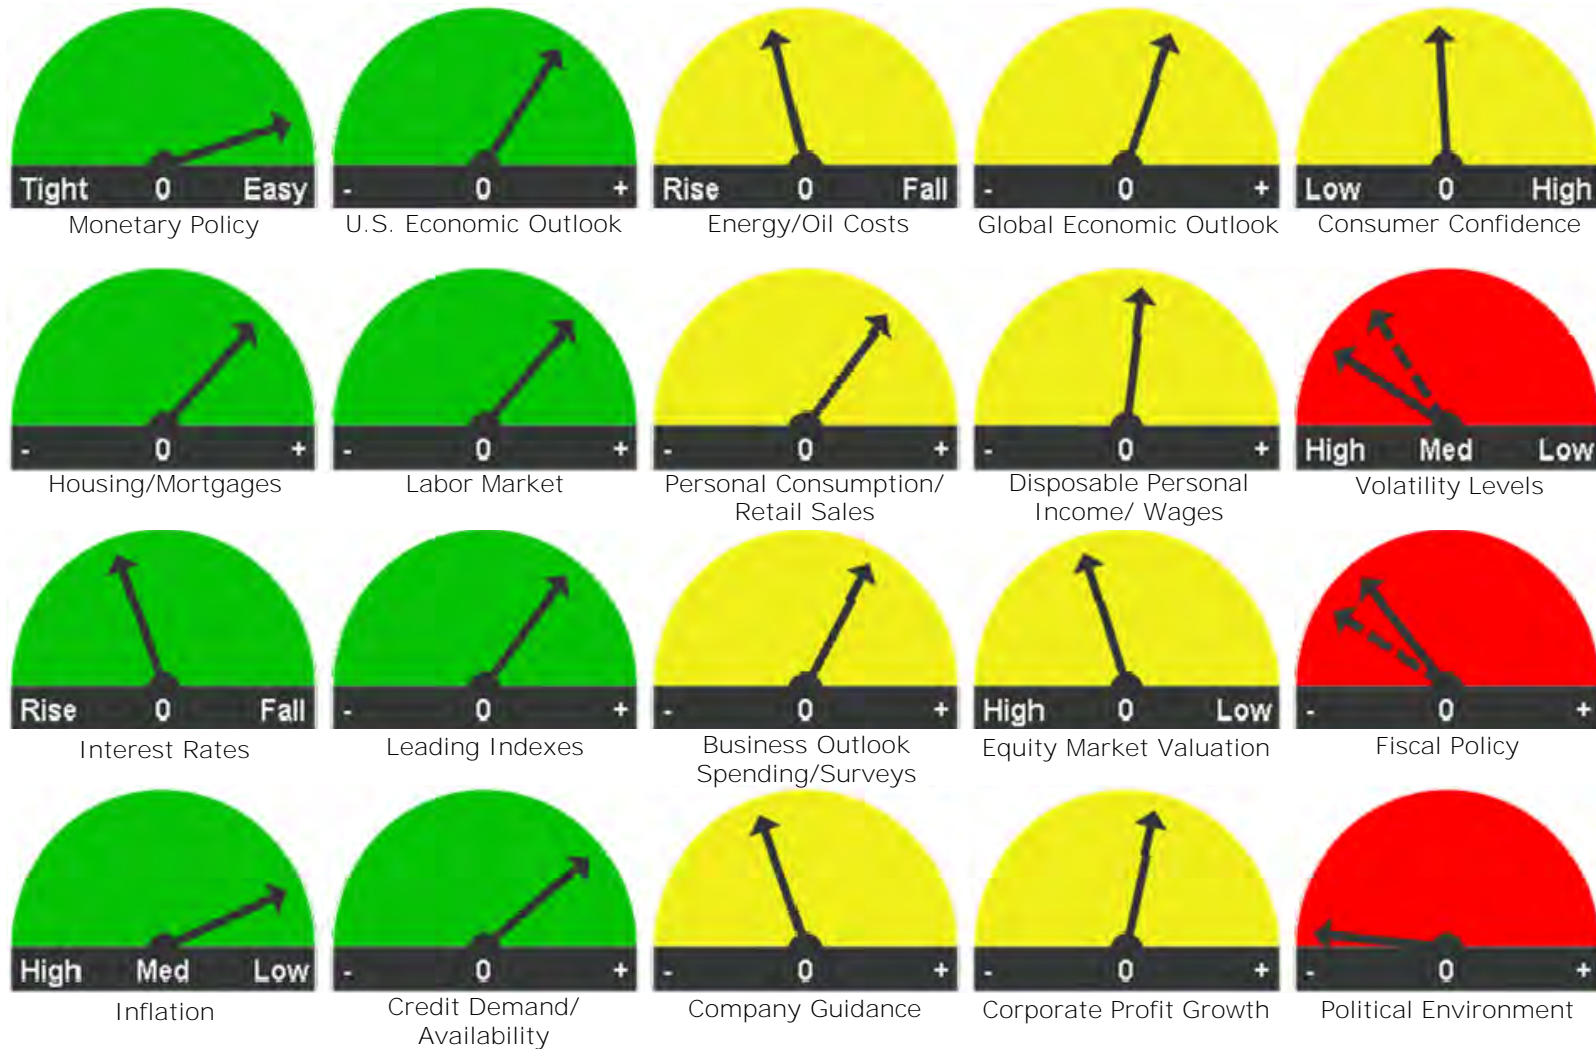 Tight 0 Easy
Monetary Policy
- 0 +
U.S. Economic Outlook
Rise 0 Fall
Energy/Oil Costs
- 0 +
Global Economic Outlook
Low 0 High
Consumer Confidence
- 0 +
Housing/Mortgages
- 0 +
Labor Market
- 0 +
Personal Consumption/
Retail Sales
- 0 +
Disposable Personal
Income/ Wages
High Med Low
Volatility Levels
Rise 0 Fall
Interest Rates
- 0 +
Leading Indexes
- 0 +
Business Outlook
Spending/Surveys
High 0 Low
Equity Market Valuation
- 0 +
Fiscal Policy
High Med Low
Inflation
- 0 +
Credit Demand/
Availability
- 0 +
Company Guidance
- 0 +
Corporate Profit Growth
- 0 +
Political Environment